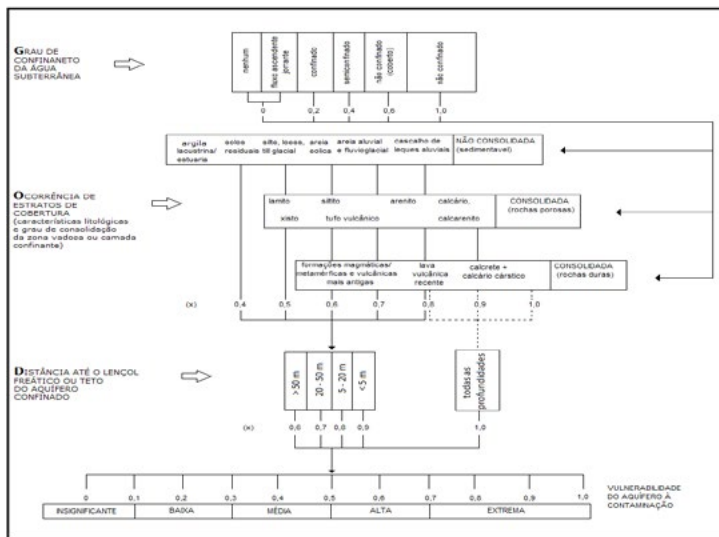 GRAU DE
CONFINANETO
DA ÁGUA
SUBTERRÂNEA
nenhum
fluxo ascendente
jorrante
confinado
semiconfinado
não confinado
(coberto)
não confinado
0
0,2
0,4
0,6
1,0
argila
lacustrina/
estuaria
solos
residuais
silte, loess,
till glacial
areia
eolica
areia aluvial
e fluvioglacial
cascalho de
leques aluviais
NÃO CONSOLIDADA
(sedimentavel)
OCORRÊNCIA DE
ESTRATOS DE
COBERTURA
(características litológicas
e grau de consolidação
da zona vadosa ou camada
confinante)
lamito
siltito
arenito
calcário,
xisto
tufo vulcânico
calcarenito
CONSOLIDADA
(rochas porosas)
formações magmáticas/
metamérficas e vulcânicas
mais antigas
lava
vulcânica
recente
calcrete +
calcário cárstico
CONSOLIDADA
(rochas duras)
(x)
0,4
0,5
0,6
0,7
0,8
0,9
1,0
DISTÂNCIA ATÉ O LENÇOL
FREÁTICO OU TETO
DO AQUÍFERO
CONFINADO
> 50 m
20 - 50 m
5 - 20 m
<5 m
todas as
profundidades
(x)
0,6
0,7
0,8
0,9
1,0
0
0,1
0,2
0,3
0,4
0,5
0,6
0,7
0,8
0,9
1,0
VULNERABILIDADE
DO AQUÍFERO À
CONTAMINAÇÃO
INSIGNIFICANTE
BAIXA
MÉDIA
ALTA
EXTREMA